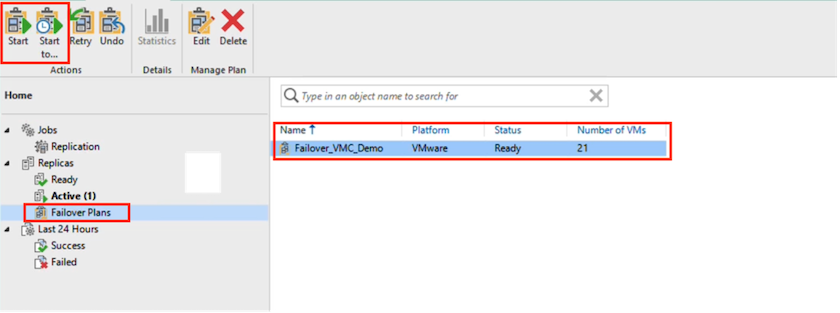 Start Start to... Retry Undo Statistics Edit Delete
Actions Details Manage Plan
Home
Type in an object name to search for
Jobs
Replication
Replicas
Ready
Active (1)
Failover Plans
Last 24 Hours
Success
Failed
Name Platform Status Number of VMs
Failover_VMC_Demo VMware Ready 21